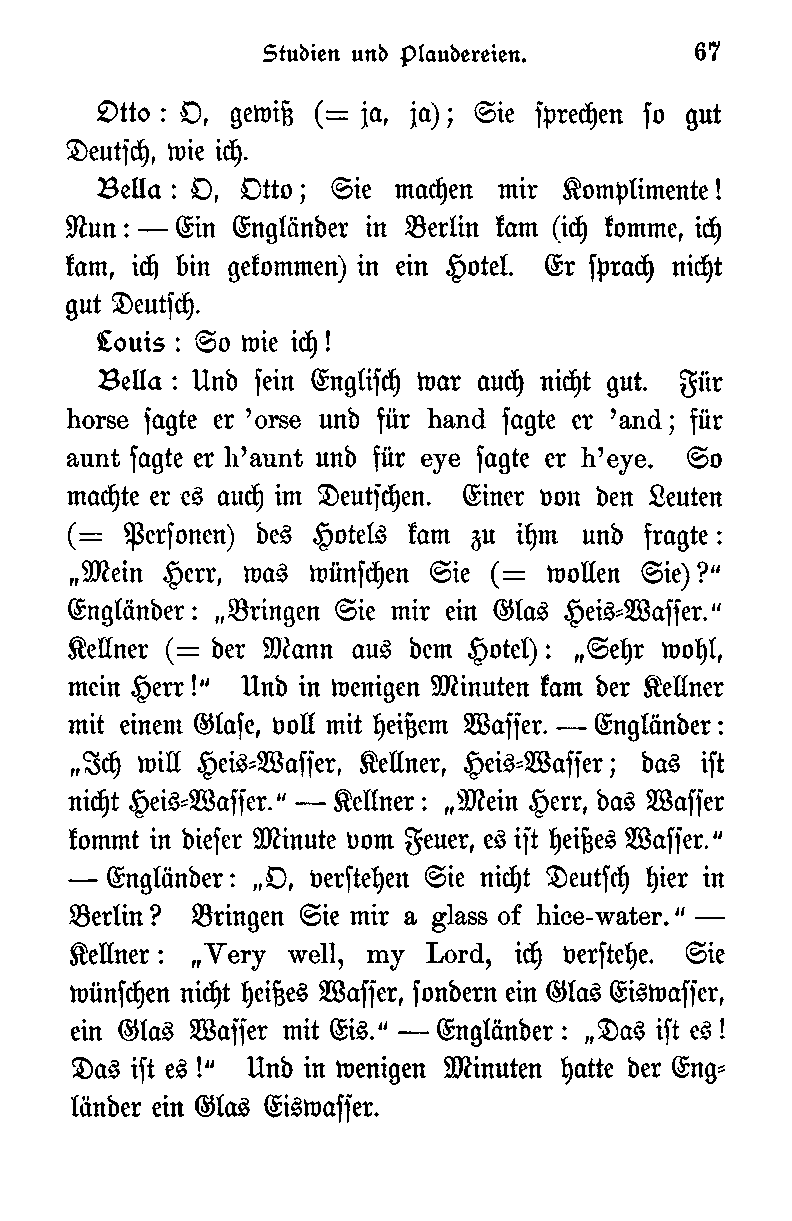 Studien und Plaudereien. 67
Otto : O, gewiß (= ja, ja) ; Sie sprechen so gut
Deutsch, wie ich.
Bella : O, Otto ; Sie machen mir Komplimente !
Nun : — Ein Engländer in Berlin kam (ich komme, ich
kam, ich bin gekommen) in ein Hotel. Er sprach nicht
gut Deutsch.
Louis : So wie ich !
Bella : Und sein Englisch war auch nicht gut. Für
horse sagte er ’orse und für hand sagte er ’and ; für
aunt sagte er h’aunt und für eye sagte er h’eye. So
machte er es auch im Deutschen. Einer von den Leuten
(= Personen) des Hotels kam zu ihm und fragte :
„Mein Herr, was wünschen Sie (= wollen Sie) ?“
Engländer : „Bringen Sie mir ein Glas Heis-Wasser.“
Kellner (= der Mann aus dem Hotel) : „Sehr wohl,
mein Herr !“ Und in wenigen Minuten kam der Kellner
mit einem Glase, voll mit heißem Wasser. — Engländer :
„Ich will Heis-Wasser, Kellner, Heis-Wasser ; das ist
nicht Heis-Wasser.“ — Kellner : „Mein Herr, das Wasser
kommt in dieser Minute vom Feuer, es ist heißes Wasser.“
— Engländer : „O, verstehen Sie nicht Deutsch hier in
Berlin ? Bringen Sie mir a glass of hice-water.“ —
Kellner : „Very well, my Lord, ich verstehe. Sie
wünschen nicht heißes Wasser, sondern ein Glas Eiswasser,
ein Glas Wasser mit Eis.“ — Engländer : „Das ist es !
Das ist es !“ Und in wenigen Minuten hatte der Eng-
länder ein Glas Eiswasser.